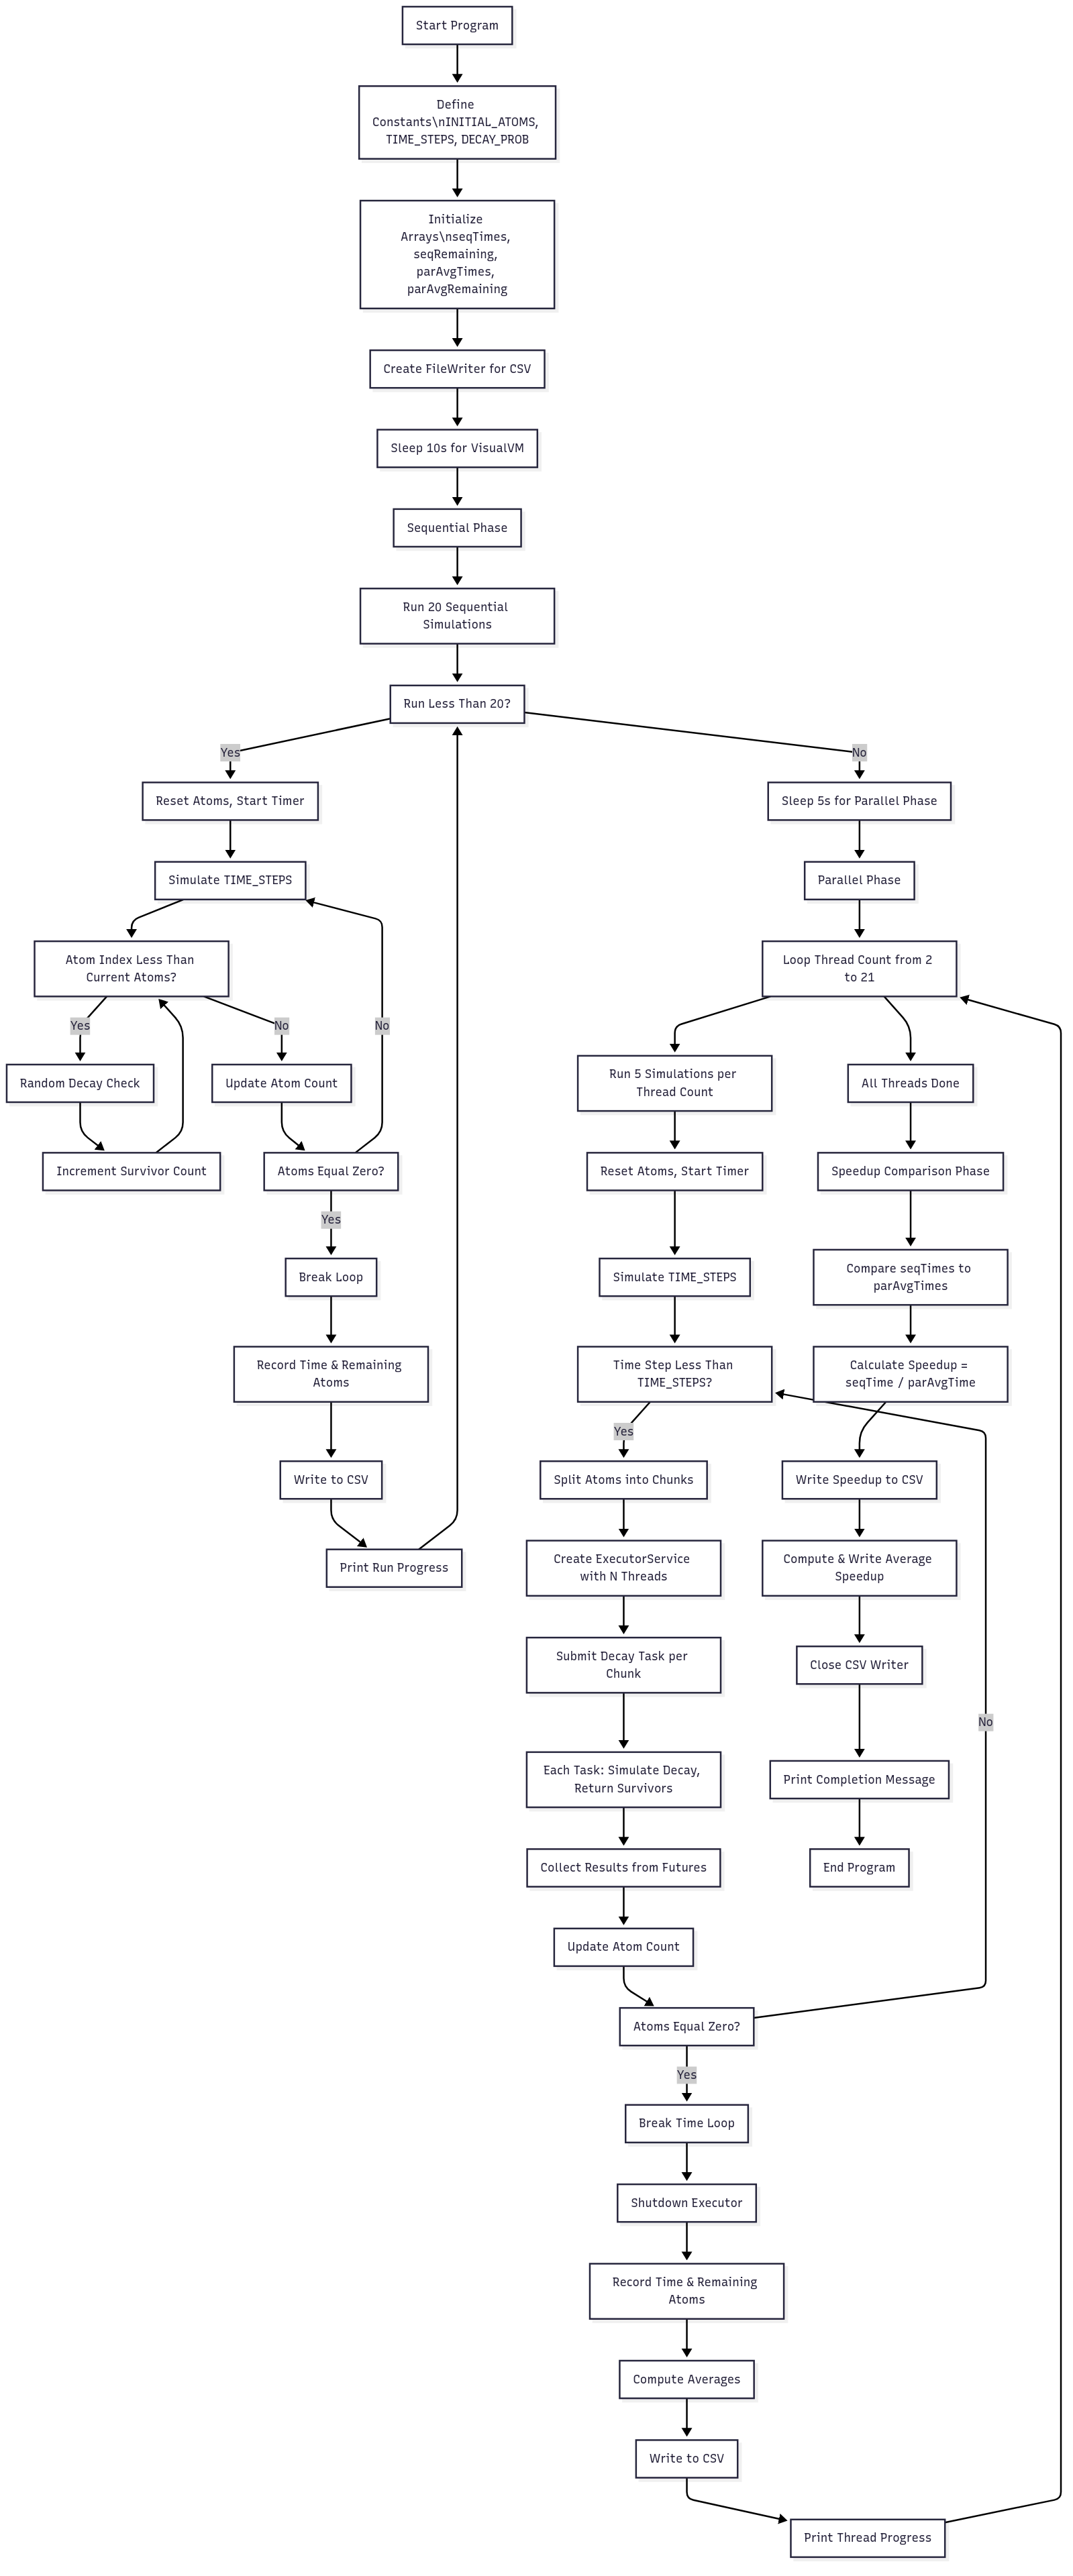 Start Program
Define
Constants\nINITIAL_ATOMS,
TIME_STEPS, DECAY_PROB
Initialize
Arrays\nseqTimes,
seqRemaining,
parAvgTimes,
parAvgRemaining
Create FileWriter for CSV
Sleep 10s for VisualVM
Sequential Phase
Run 20 Sequential
Simulations
Run Less Than 20?
Yes
Reset Atoms, Start Timer
Simulate TIME_STEPS
Atom Index Less Than
Current Atoms?
Yes
No
No
Random Decay Check
Update Atom Count
Increment Survivor Count
Atoms Equal Zero?
Yes
Break Loop
Record Time & Remaining
Atoms
Write to CSV
Print Run Progress
No
Sleep 5s for Parallel Phase
Parallel Phase
Loop Thread Count from 2
to 21
Run 5 Simulations per
Thread Count
Reset Atoms, Start Timer
Simulate TIME_STEPS
Time Step Less Than
TIME_STEPS?
Yes
Split Atoms into Chunks
Create ExecutorService
with N Threads
Submit Decay Task per
Chunk
Each Task: Simulate Decay,
Return Survivors
Collect Results from Futures
Update Atom Count
Atoms Equal Zero?
No
Yes
Break Time Loop
Shutdown Executor
Record Time & Remaining
Atoms
Compute Averages
Write to CSV
Print Thread Progress
All Threads Done
Speedup Comparison Phase
Compare seqTimes to
parAvgTimes
Calculate Speedup =
seqTime / parAvgTime
Write Speedup to CSV
Compute & Write Average
Speedup
Close CSV Writer
Print Completion Message
End Program